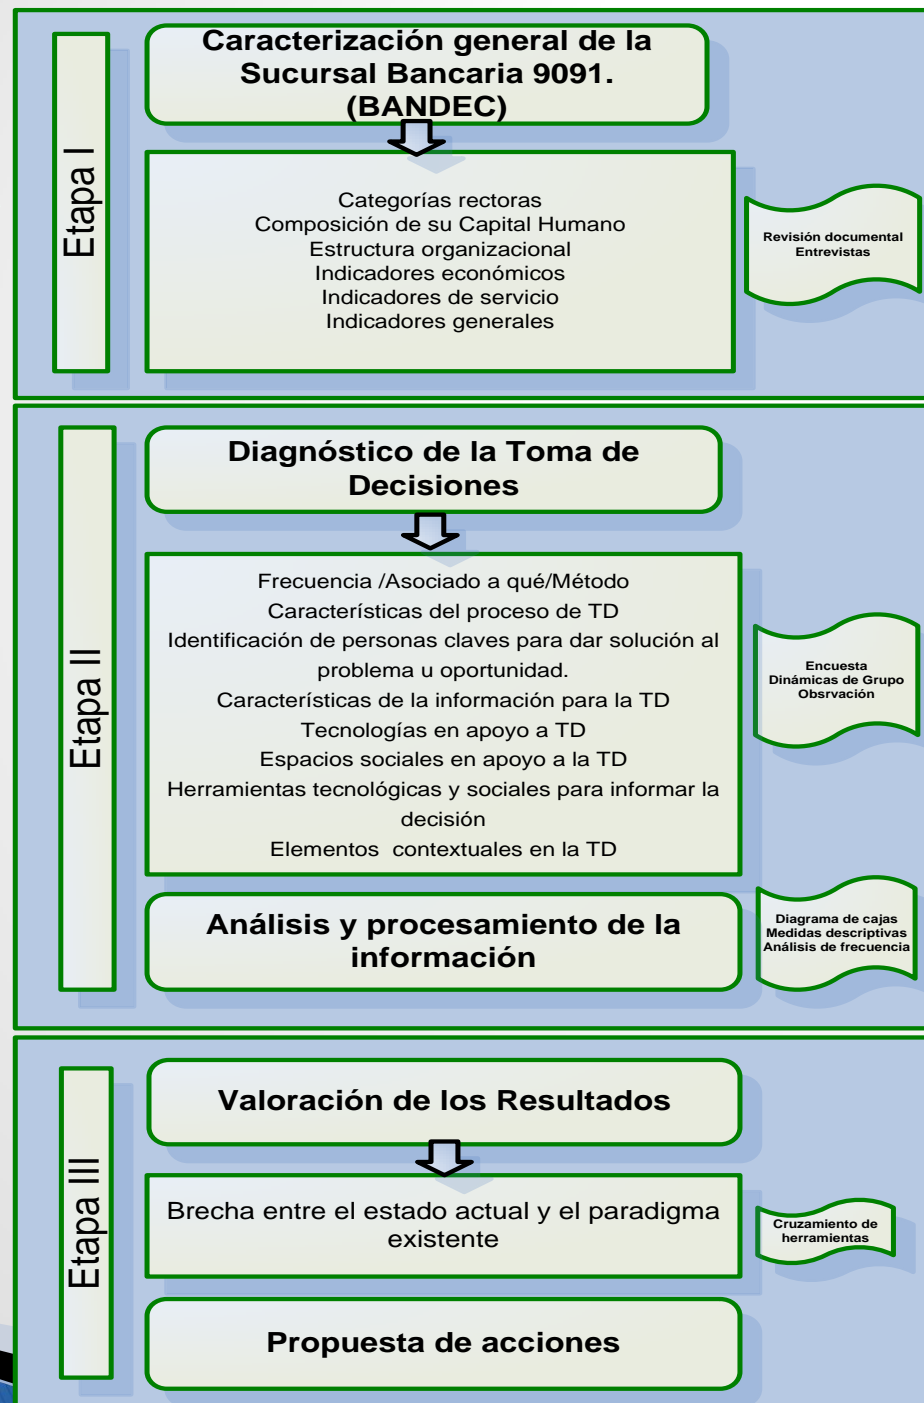 Etapa I
Caracterización general de la
Sucursal Bancaria 9091.
(BANDEC)
Categorías rectoras
Composición de su Capital Humano
Estructura organizacional
Indicadores económicos
Indicadores de servicio
Indicadores generales
Revisión documental
Entrevistas
Etapa II
Diagnóstico de la Toma de
Decisiones
Frecuencia /Asociado a qué/Método
Características del proceso de TD
Identificación de personas claves para dar solución al
problema u oportunidad.
Características de la información para la TD
Tecnologías en apoyo a TD
Espacios sociales en apoyo a la TD
Herramientas tecnológicas y sociales para informar la
decisión
Elementos contextuales en la TD
Encuesta
Dinámicas de Grupo
Obsrvación
Análisis y procesamiento de la
información
Diagrama de cajas
Medidas descriptivas
Análisis de frecuencia
Etapa III
Valoración de los Resultados
Brecha entre el estado actual y el paradigma
existente
Cruzamiento de
herramientas
Propuesta de acciones